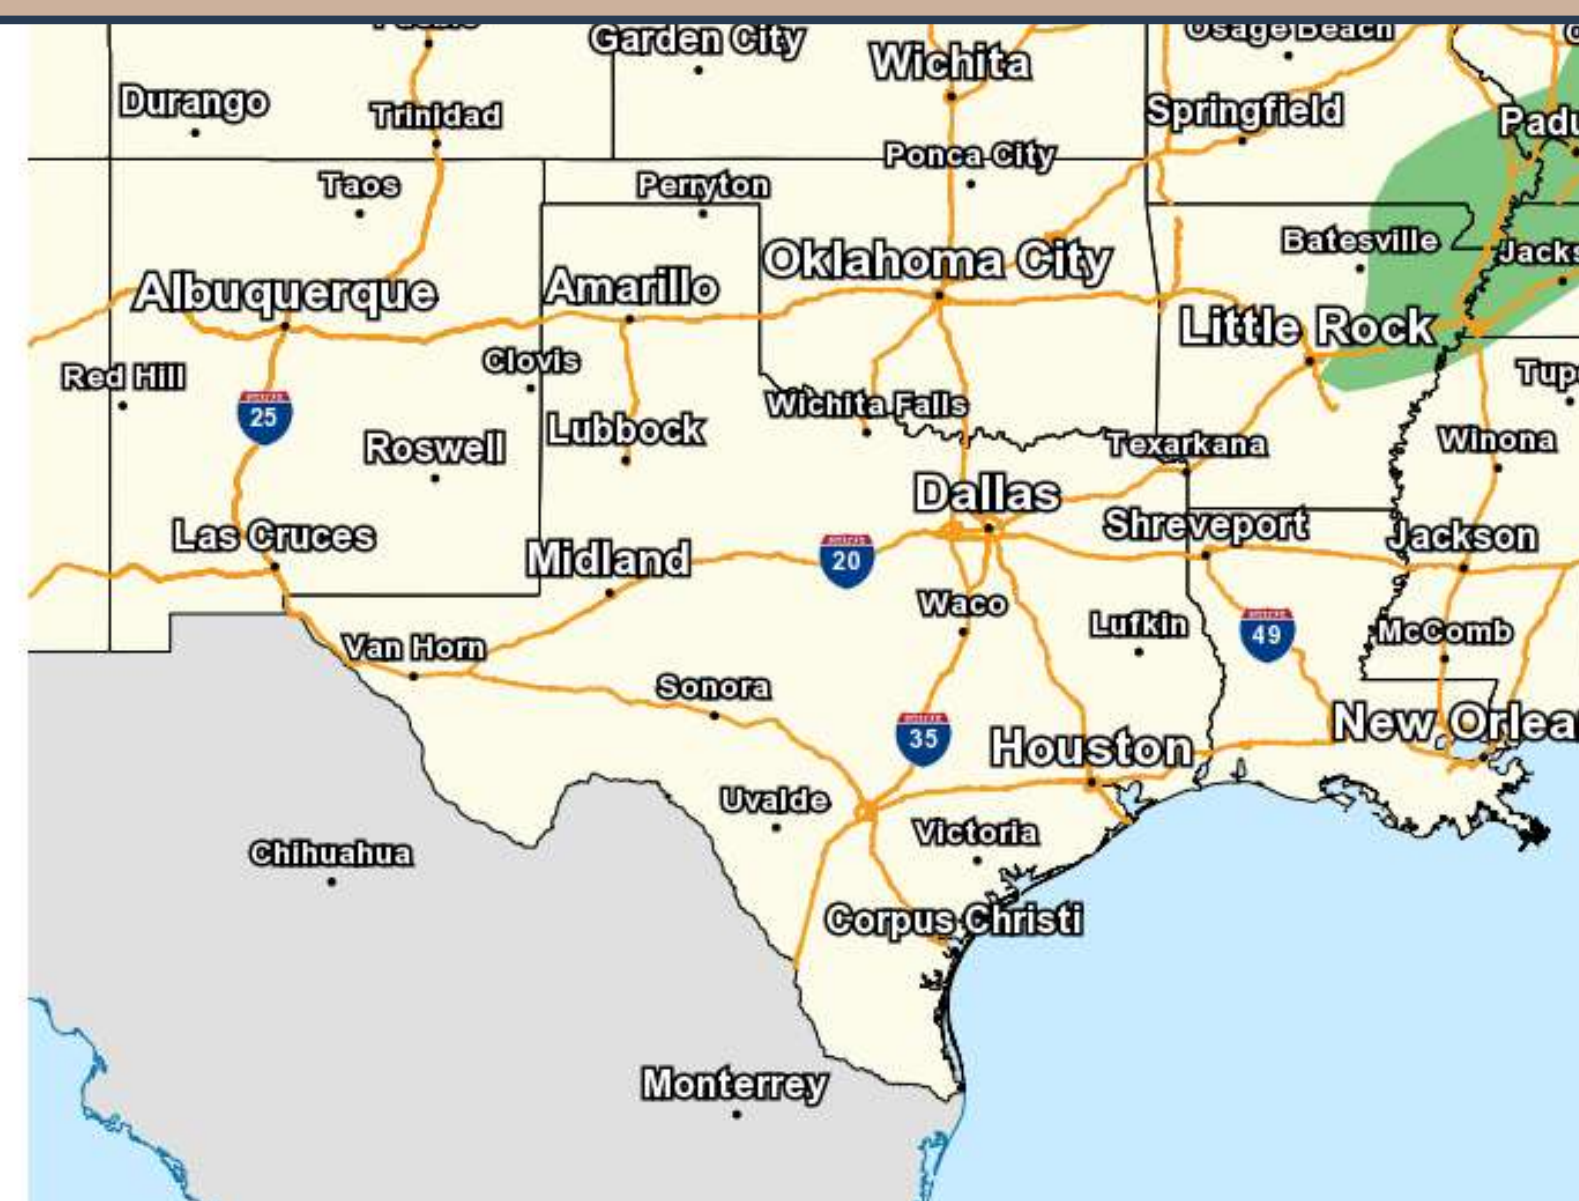 Garden City
Osage Beach
Wichita
Durango
Trinidad
Springfield
Ponca City
Taos
Perryton
Batesville
Oklahoma City
Albuquerque
Amarillo
Little Rock
Clovis
Red Hill
25
Wichita Falls
Lubbock
Roswell
Texarkana
Winona
Dallas
Shreveport
Las Cruces
Jackson
Midland
20
Waco
Lufkin
49
McComb
Van Horn
Sonora
35
Houston
Uvalde
Victoria
Chihuahua
Corpus Christi
Monterrey